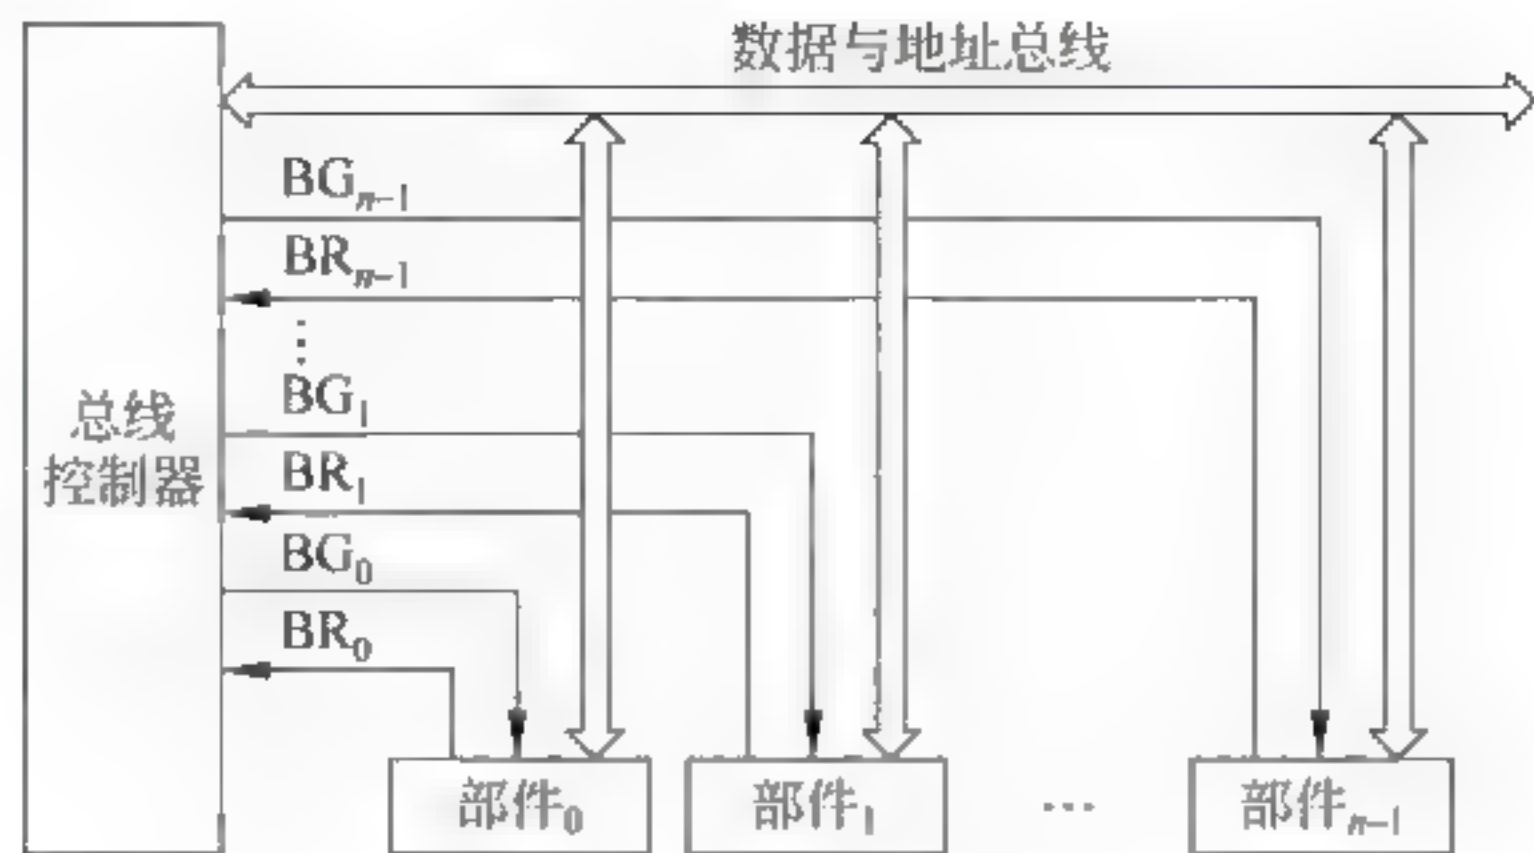 数据与地址总线
BGₙ₋₁
BRₙ₋₁
⋮
BG₁
BR₁
BG₀
BR₀
总线
控制器
部件₀
部件₁
…
部件ₙ₋₁